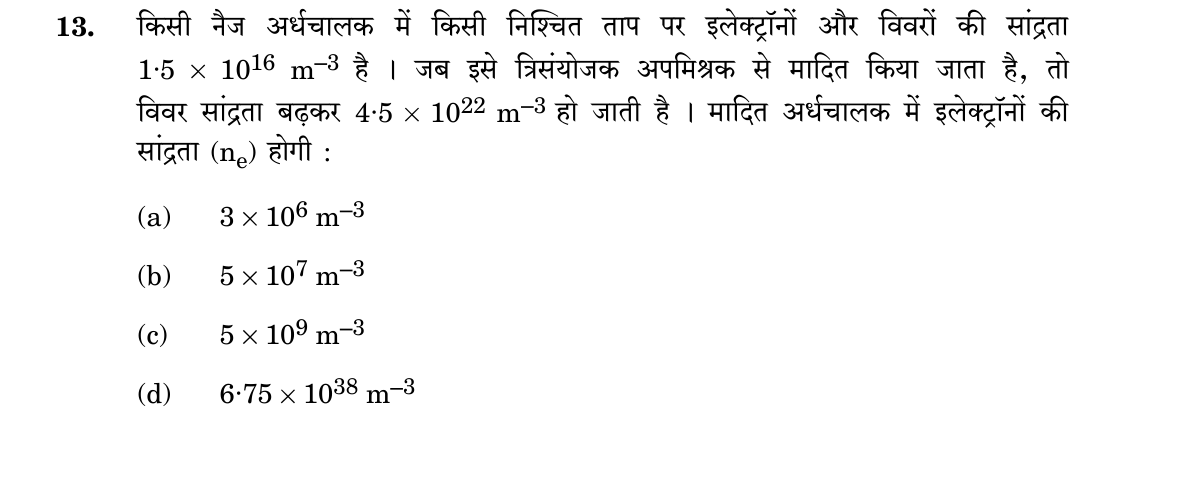 13. किसी नैज अर्धचालक में किसी निश्चित ताप पर इलेक्ट्रॉनों और विवरों की सांद्रता
1·5 × 10¹⁶ m⁻³ है । जब इसे त्रिसंयोजक अपमिश्रक से मादित किया जाता है, तो
विवर सांद्रता बढ़कर 4·5 × 10²² m⁻³ हो जाती है । मादित अर्धचालक में इलेक्ट्रॉनों की
सांद्रता (nₑ) होगी :
(a) 3 × 10⁶ m⁻³
(b) 5 × 10⁷ m⁻³
(c) 5 × 10⁹ m⁻³
(d) 6·75 × 10³⁸ m⁻³